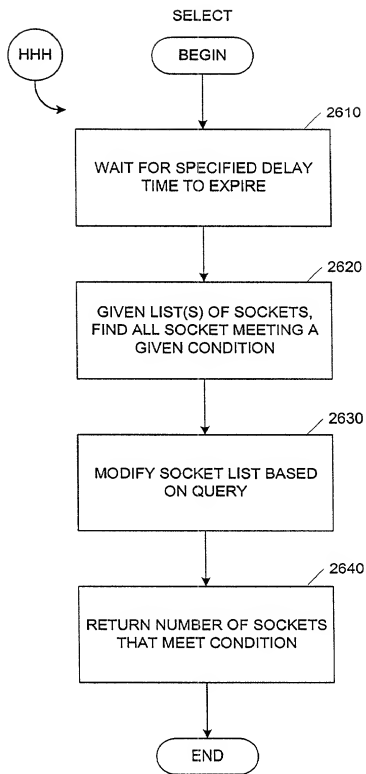 SELECT
HHH
BEGIN
2610
WAIT FOR SPECIFIED DELAY
TIME TO EXPIRE
2620
GIVEN LIST(S) OF SOCKETS,
FIND ALL SOCKET MEETING A
GIVEN CONDITION
2630
MODIFY SOCKET LIST BASED
ON QUERY
2640
RETURN NUMBER OF SOCKETS
THAT MEET CONDITION
END